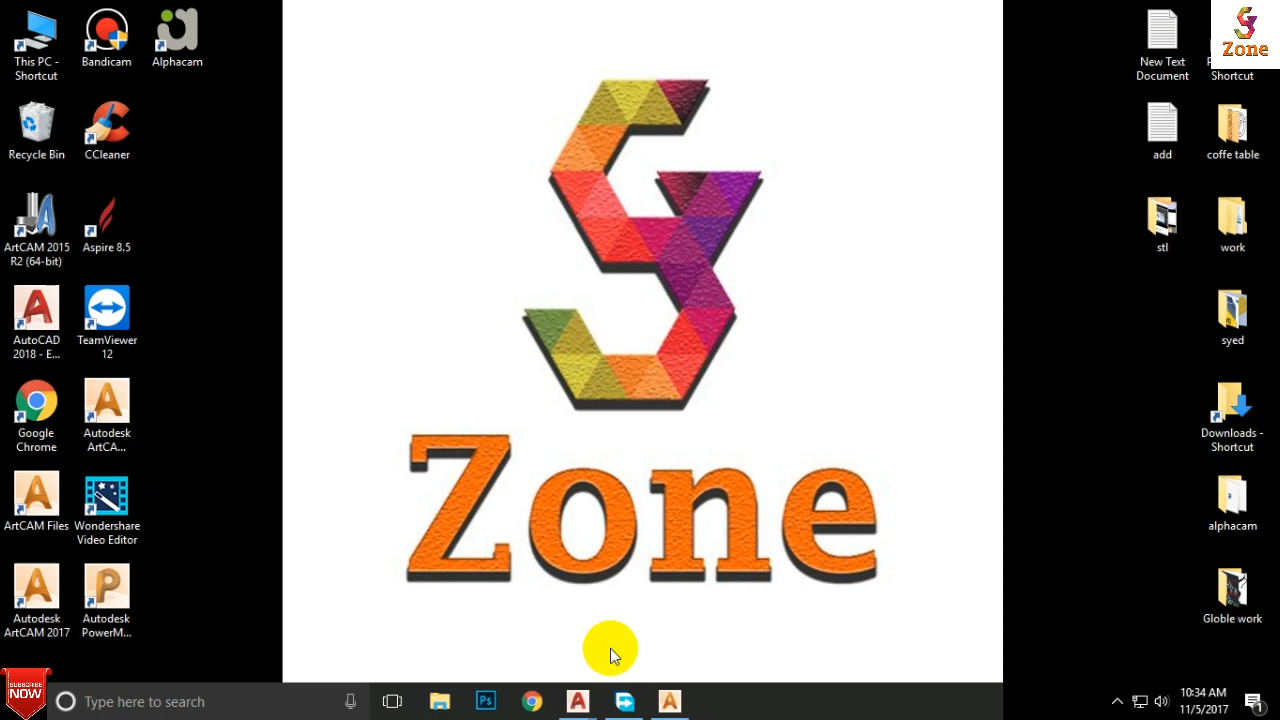 This PC -
Shortcut
Bandicam
Alphacam
Recycle Bin
CCleaner
ArtCAM 2015
R2 (64-bit)
Aspire 8.5
AutoCAD
2018 - E...
TeamViewer
12
Google
Chrome
Autodesk
ArtCA...
ArtCAM Files
Wondershare
Video Editor
Autodesk
ArtCAM 2017
Autodesk
PowerM...
Zone
New Text
Document
Shortcut
Zone
add
coffe table
stl
work
syed
Downloads -
Shortcut
alphacam
Globle work
SUBSCRIBE
NOW
Type here to search
Ps
10:34 AM
11/5/2017
1